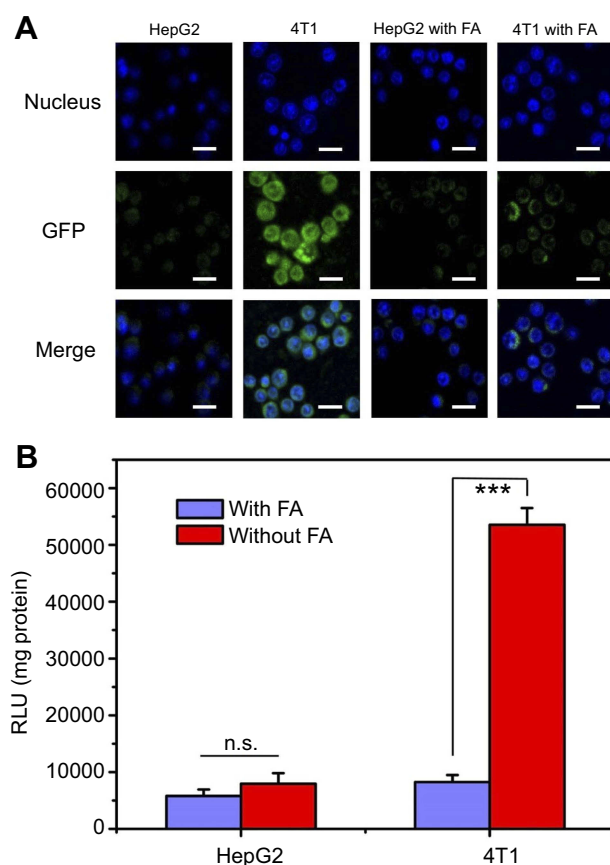 A
HepG2 4T1 HepG2 with FA 4T1 with FA
Nucleus
GFP
Merge
B
60000
50000
40000
30000
20000
10000
0
RLU (mg protein)
With FA
Without FA
n.s.
***
HepG2 4T1